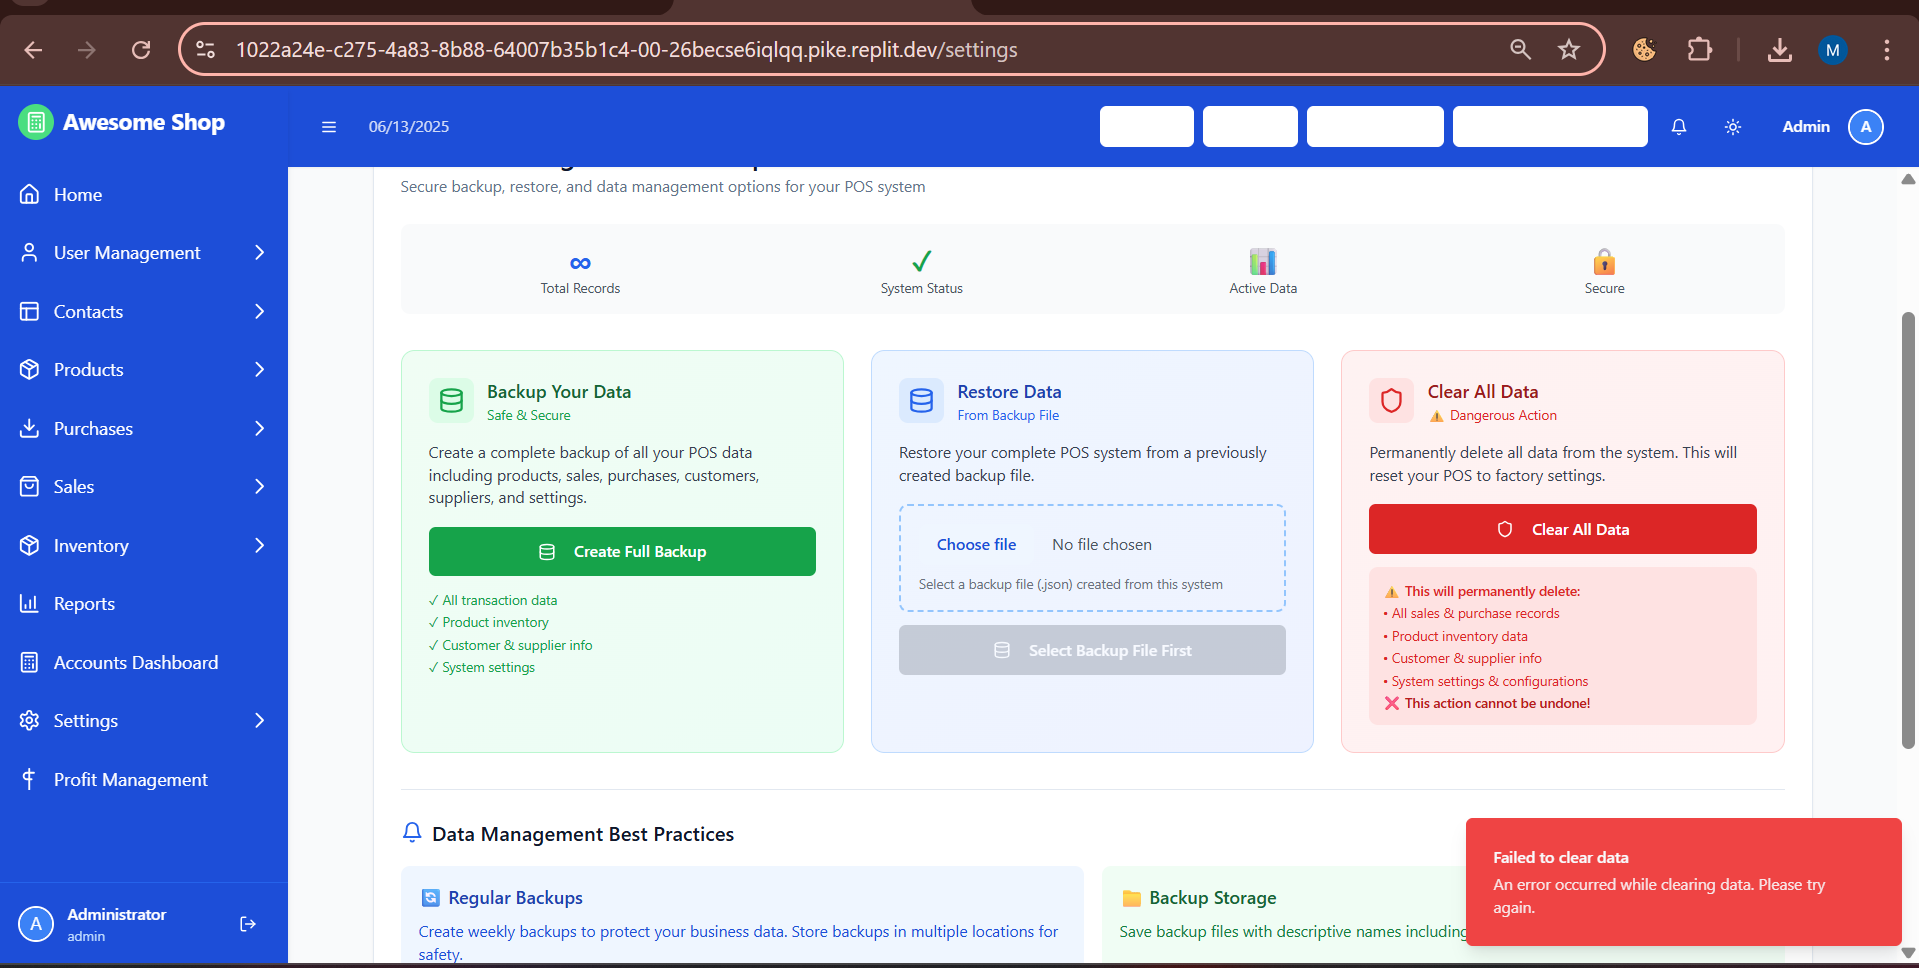 1022a24e-c275-4a83-8b88-64007b35b1c4-00-26becse6iqlqq.pike.replit.dev/settings
M
Awesome Shop
06/13/2025
Admin
A
Home
User Management
Contacts
Products
Purchases
Sales
Inventory
Reports
Accounts Dashboard
Settings
Profit Management
A
Administrator
admin
Secure backup, restore, and data management options for your POS system
∞
Total Records
✓
System Status
Active Data
Secure
Backup Your Data
Safe & Secure
Create a complete backup of all your POS data
including products, sales, purchases, customers,
suppliers, and settings.
Create Full Backup
✓ All transaction data
✓ Product inventory
✓ Customer & supplier info
✓ System settings
Restore Data
From Backup File
Restore your complete POS system from a previously
created backup file.
Choose file No file chosen
Select a backup file (.json) created from this system
Select Backup File First
Clear All Data
⚠️ Dangerous Action
Permanently delete all data from the system. This will
reset your POS to factory settings.
Clear All Data
⚠️ This will permanently delete:
• All sales & purchase records
• Product inventory data
• Customer & supplier info
• System settings & configurations
❌ This action cannot be undone!
Data Management Best Practices
🔄 Regular Backups
Create weekly backups to protect your business data. Store backups in multiple locations for
safety.
📁 Backup Storage
Save backup files with descriptive names including
Failed to clear data
An error occurred while clearing data. Please try
again.